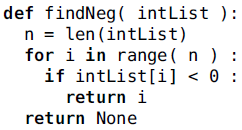 def findNeg( intList ):
  n = len(intList)
  for i in range( n ) :
    if intList[i] < 0 :
      return i
  return None